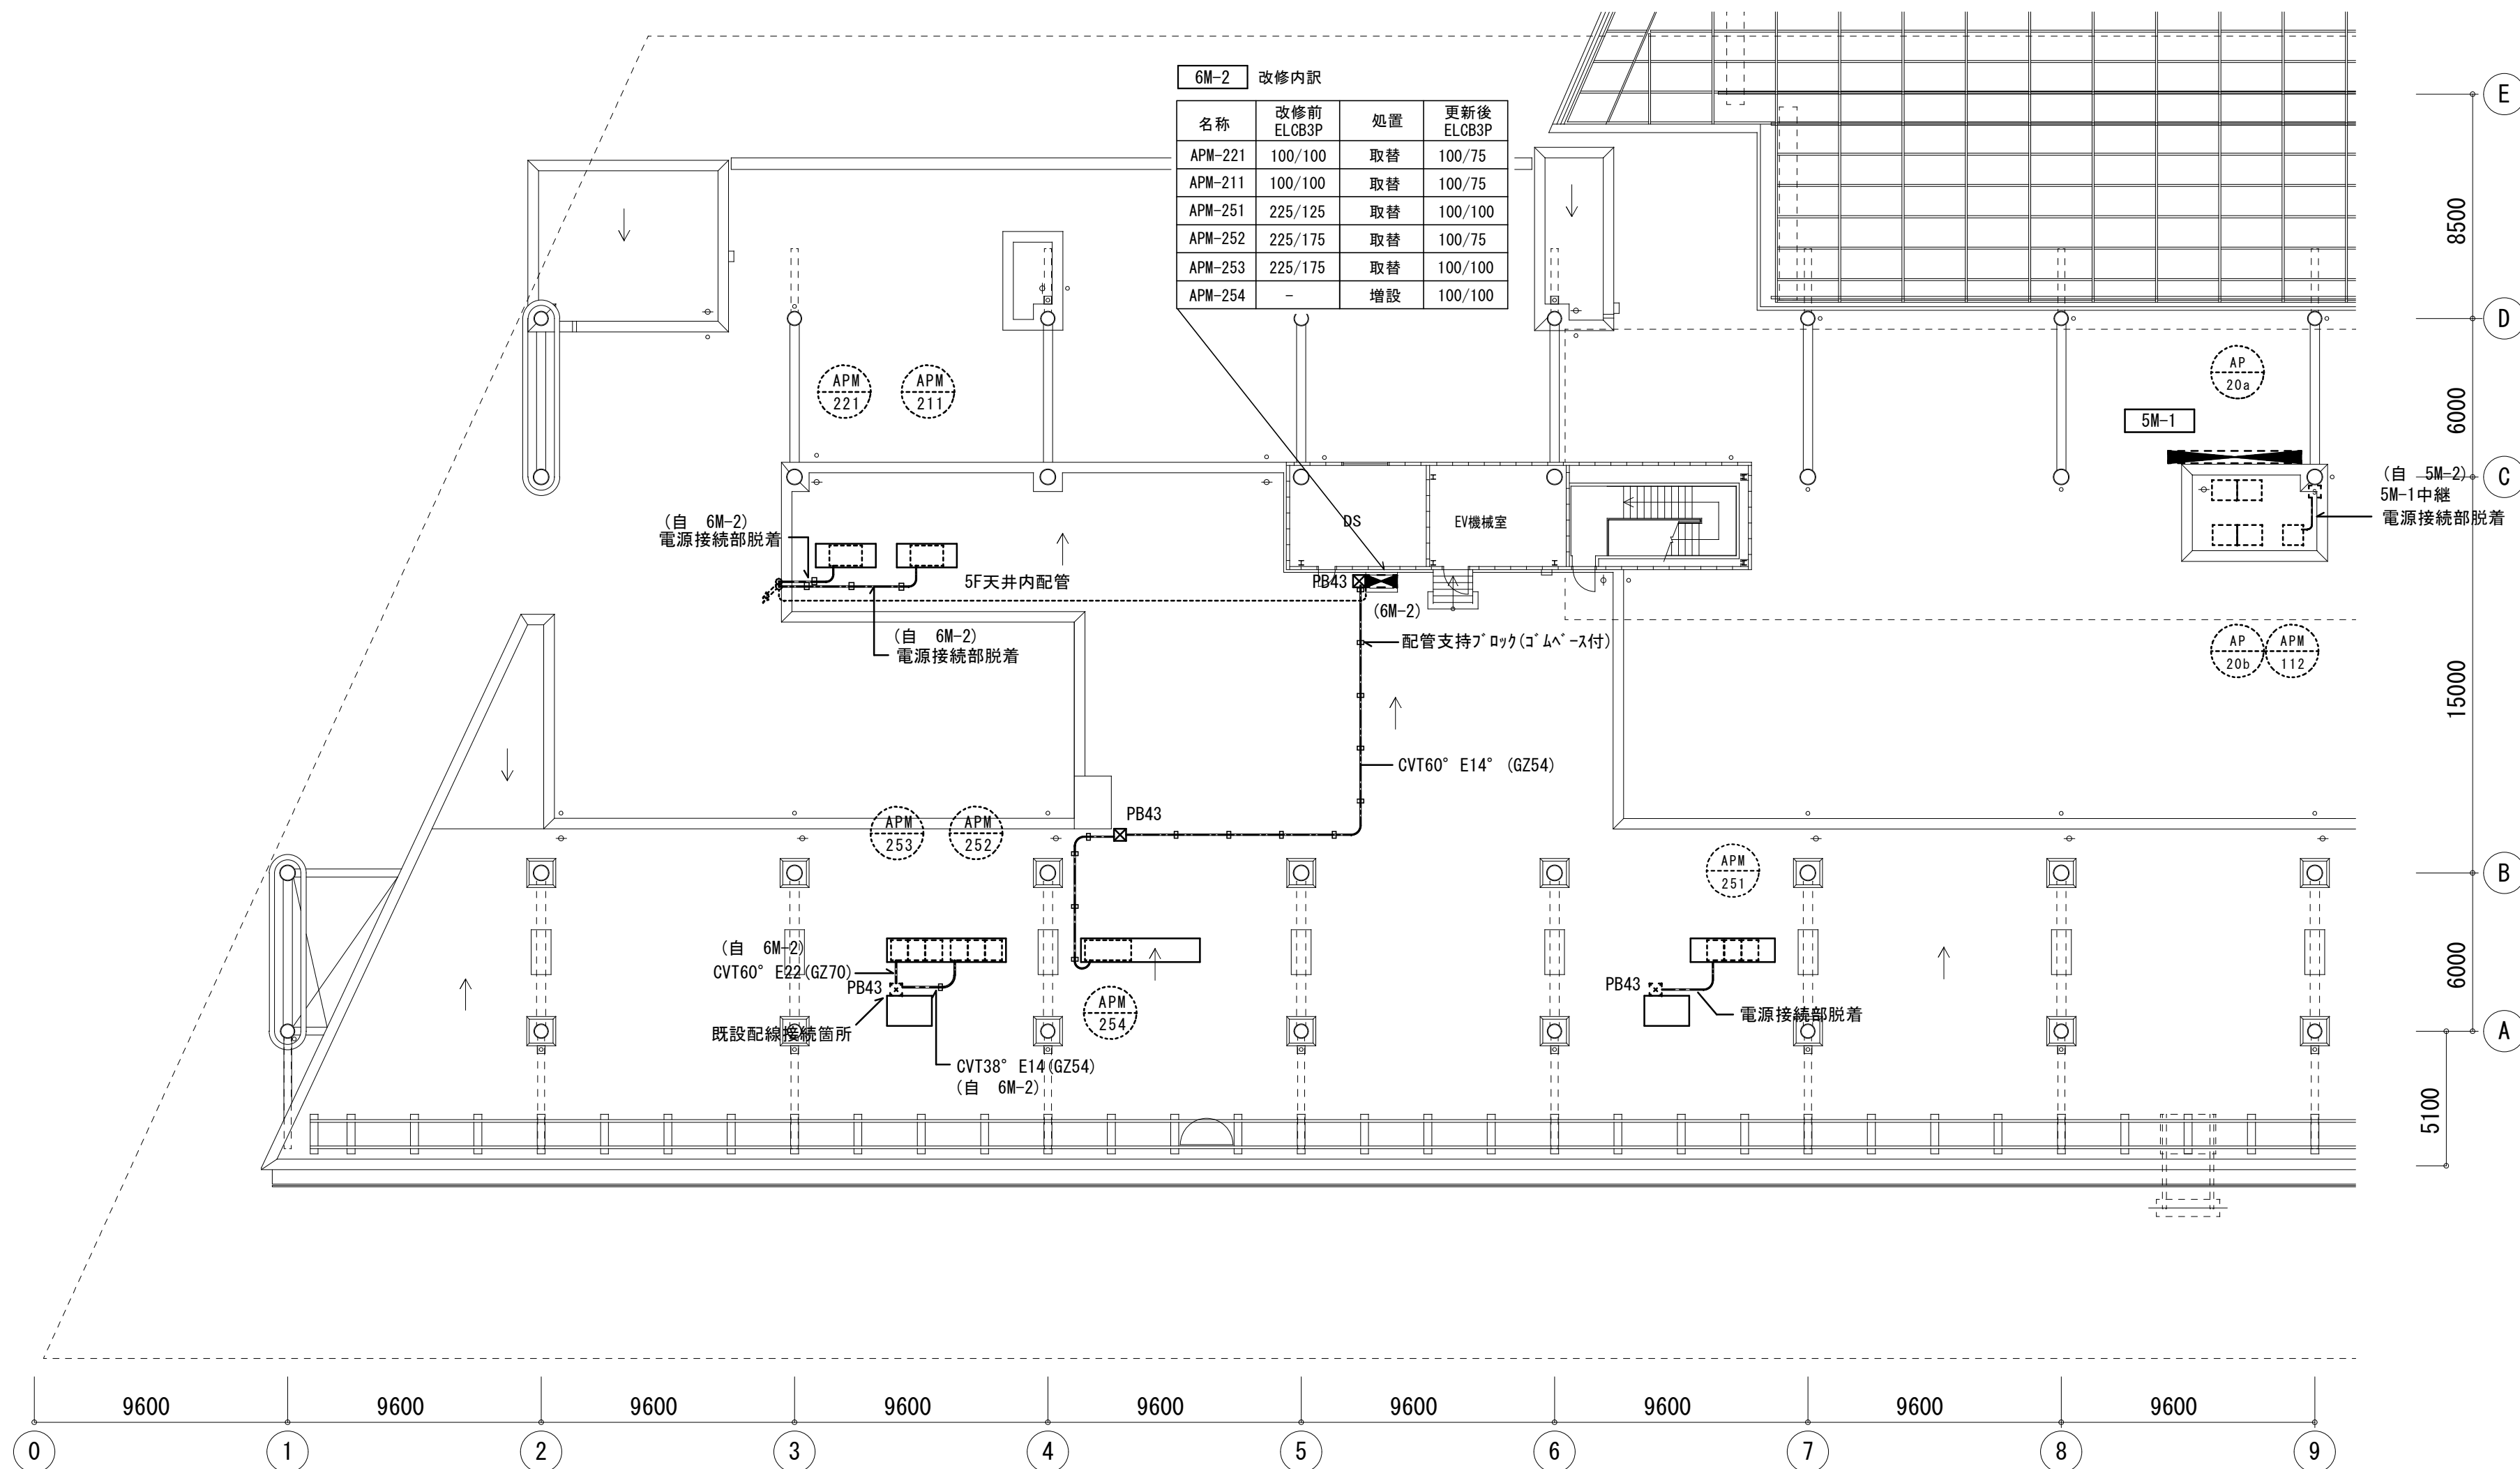 6M-2 改修内訳
名称 改修前 ELCB3P 処置 更新後 ELCB3P
APM-221 100/100 取替 100/75
APM-211 100/100 取替 100/75
APM-251 225/125 取替 100/100
APM-252 225/175 取替 100/75
APM-253 225/175 取替 100/100
APM-254 - 増設 100/100
E
8500
D
APM 221
APM 211
AP 20a
6000
5M-1
C
(自 5M-2)
5M-1中継
電源接続部脱着
(自 6M-2)
電源接続部脱着
DS
EV機械室
5F天井内配管
PB43
(6M-2)
(自 6M-2)
電源接続部脱着
配管支持ブロック(ゴムベース付)
AP 20b
APM 112
15000
CVT60° E14° (GZ54)
PB43
APM 253
APM 252
APM 251
B
(自 6M-2)
CVT60° E22(GZ70)
PB43
APM 254
PB43
電源接続部脱着
6000
既設配線接続箇所
A
CVT38° E14(GZ54)
(自 6M-2)
5100
9600 9600 9600 9600 9600 9600 9600 9600 9600
0 1 2 3 4 5 6 7 8 9